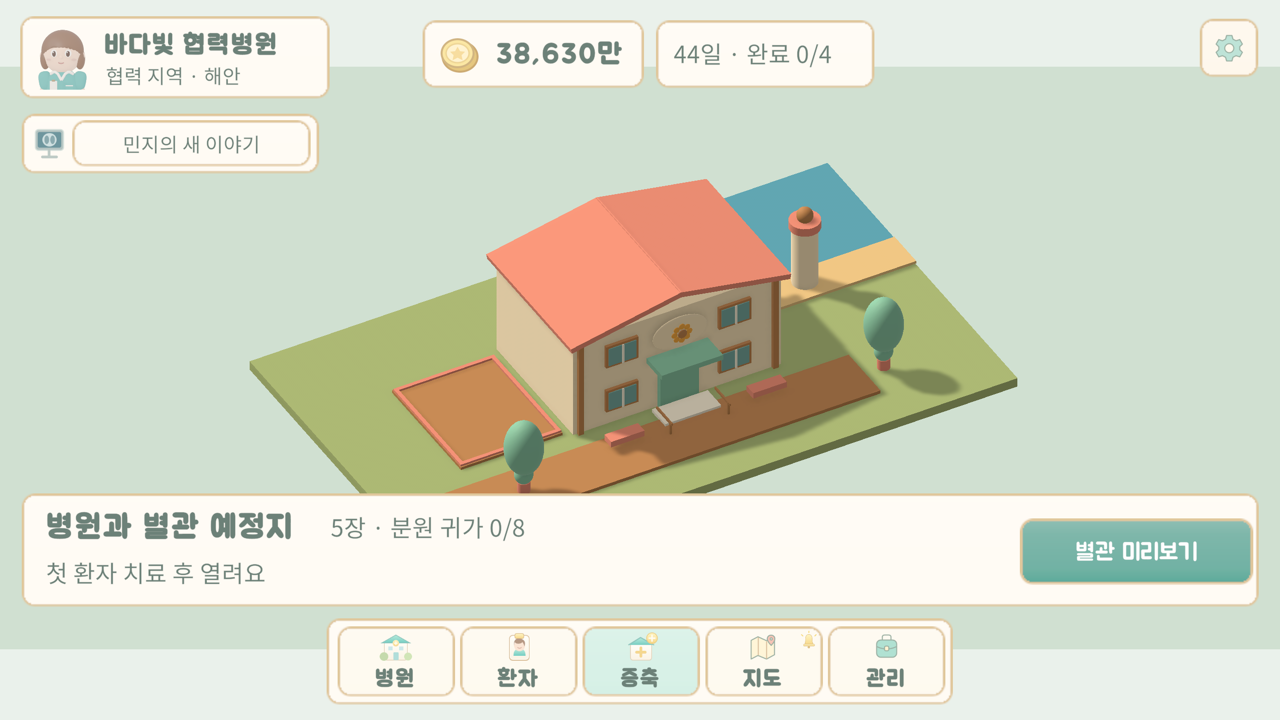 바다빛 협력병원
협력 지역 · 해안
38,630만
44일 · 완료 0/4
민지의 새 이야기
병원과 별관 예정지
5장 · 분원 귀가 0/8
첫 환자 치료 후 열려요
별관 미리보기
병원
환자
증축
지도
관리